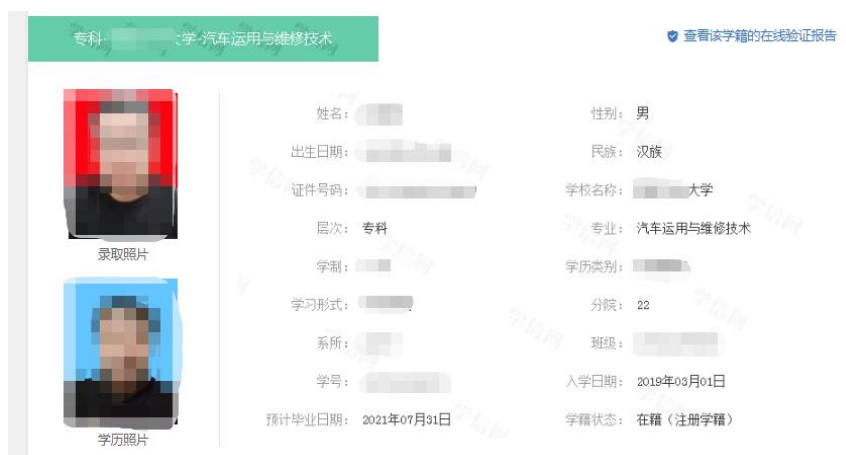 专科- 大学-汽车运用与维修技术
查看该学籍的在线验证报告
姓名：
性别： 男
出生日期：
民族： 汉族
证件号码：
学校名称： 大学
层次： 专科
专业： 汽车运用与维修技术
录取照片
学制：
学历类别：
学习形式：
分院： 22
系所：
班级：
学号：
入学日期： 2019年03月01日
预计毕业日期： 2021年07月31日
学籍状态： 在籍（注册学籍）
学历照片
学信网